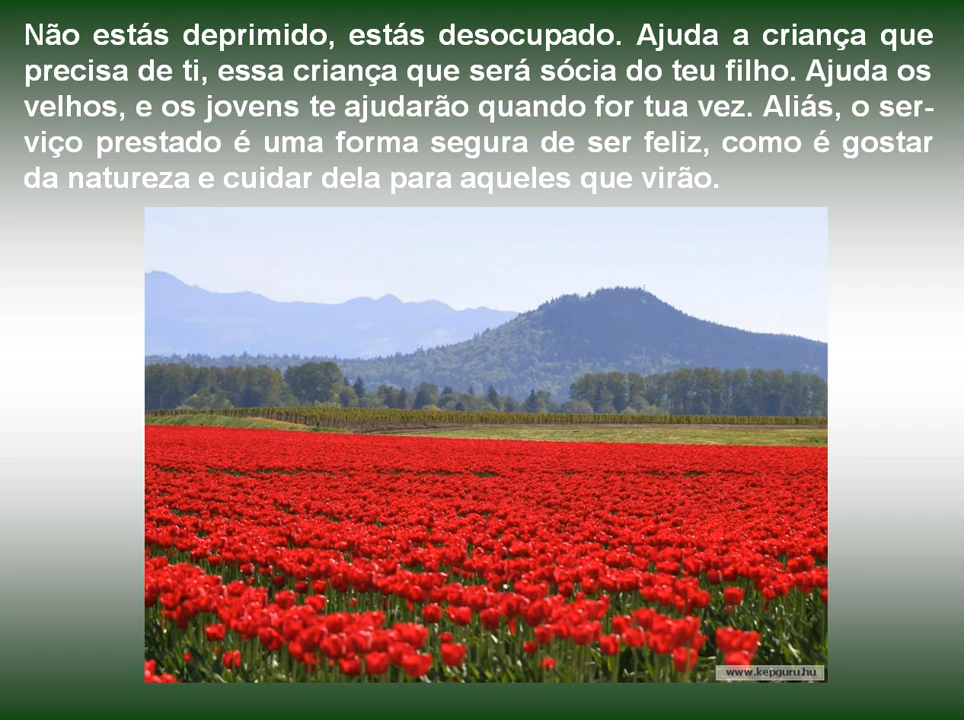 Não estás deprimido, estás desocupado. Ajuda a criança que
precisa de ti, essa criança que será sócia do teu filho. Ajuda os
velhos, e os jovens te ajudarão quando for tua vez. Aliás, o ser-
viço prestado é uma forma segura de ser feliz, como é gostar
da natureza e cuidar dela para aqueles que virão.
www.kepguru.hu